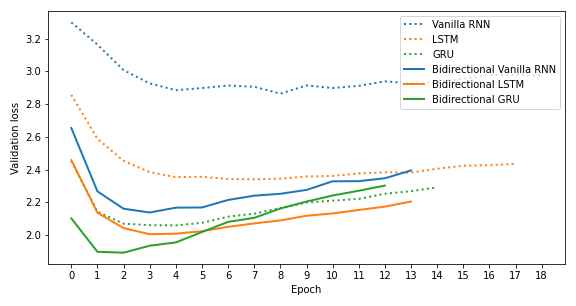 Vanilla RNN
LSTM
GRU
Bidirectional Vanilla RNN
Bidirectional LSTM
Bidirectional GRU
Validation loss
3.2
3.0
2.8
2.6
2.4
2.2
2.0
0 1 2 3 4 5 6 7 8 9 10 11 12 13 14 15 16 17 18
Epoch